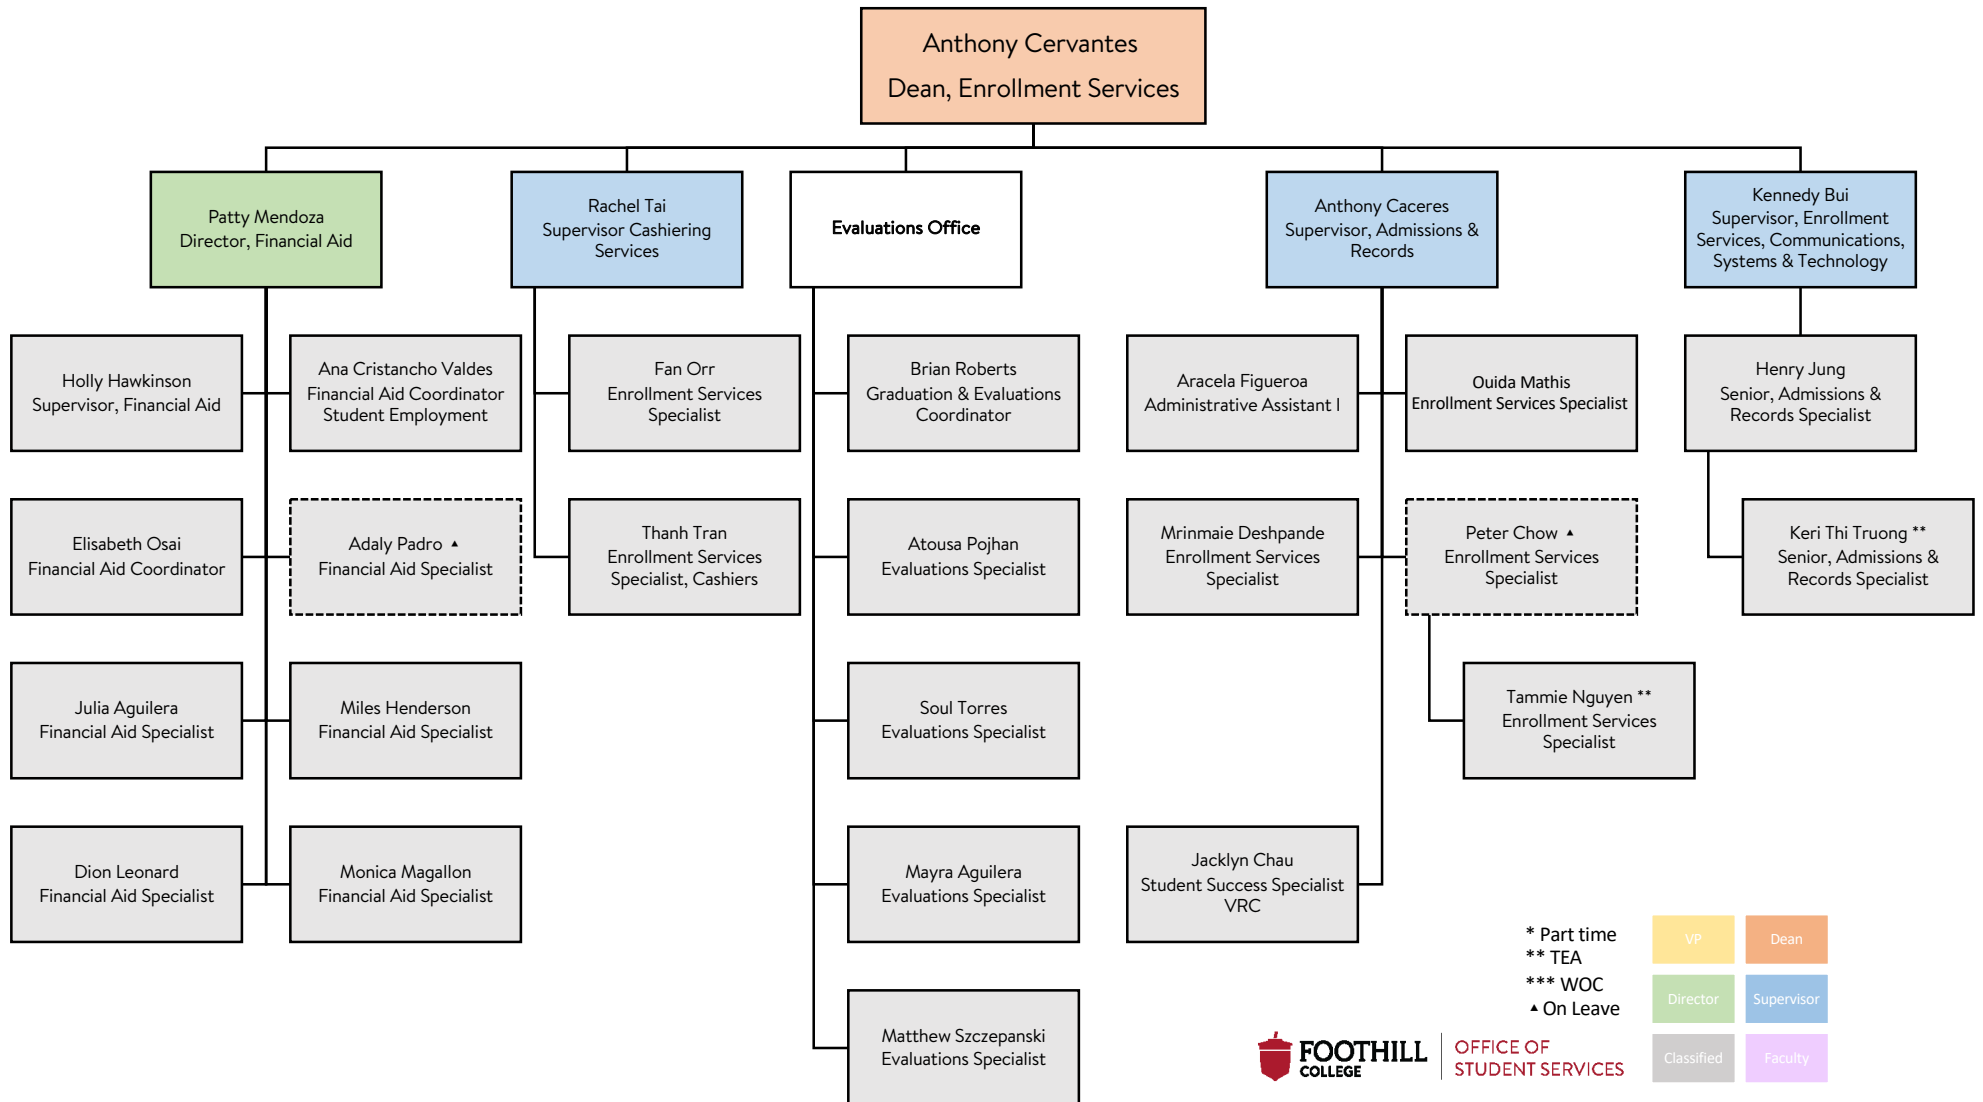 Anthony Cervantes
Dean, Enrollment Services
Patty Mendoza
Director, Financial Aid
Rachel Tai
Supervisor Cashiering
Services
Evaluations Office
Anthony Caceres
Supervisor, Admissions &
Records
Kennedy Bui
Supervisor, Enrollment
Services, Communications,
Systems & Technology
Holly Hawkinson
Supervisor, Financial Aid
Ana Cristancho Valdes
Financial Aid Coordinator
Student Employment
Fan Orr
Enrollment Services
Specialist
Brian Roberts
Graduation & Evaluations
Coordinator
Aracela Figueroa
Administrative Assistant I
Ouida Mathis
Enrollment Services Specialist
Henry Jung
Senior, Admissions &
Records Specialist
Elisabeth Osai
Financial Aid Coordinator
Adaly Padro ▲
Financial Aid Specialist
Thanh Tran
Enrollment Services
Specialist, Cashiers
Atousa Pojhan
Evaluations Specialist
Mrinmaie Deshpande
Enrollment Services
Specialist
Peter Chow ▲
Enrollment Services
Specialist
Keri Thi Truong **
Senior, Admissions &
Records Specialist
Julia Aguilera
Financial Aid Specialist
Miles Henderson
Financial Aid Specialist
Soul Torres
Evaluations Specialist
Tammie Nguyen **
Enrollment Services
Specialist
Dion Leonard
Financial Aid Specialist
Monica Magallon
Financial Aid Specialist
Mayra Aguilera
Evaluations Specialist
Jacklyn Chau
Student Success Specialist
VRC
Matthew Szczepanski
Evaluations Specialist
* Part time
** TEA
*** WOC
▲ On Leave
VP
Dean
Director
Supervisor
Classified
Faculty
FOOTHILL
COLLEGE
OFFICE OF
STUDENT SERVICES